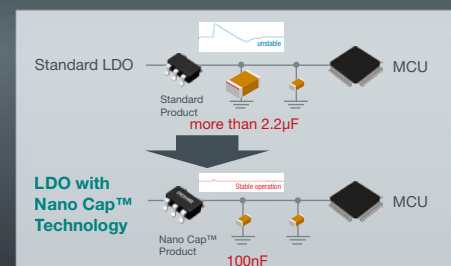 unstable
Standard LDO
MCU
Standard
Product
more than 2.2µF
LDO with
Nano Cap™
Technology
Stable operation
MCU
Nano Cap™
Product
100nF